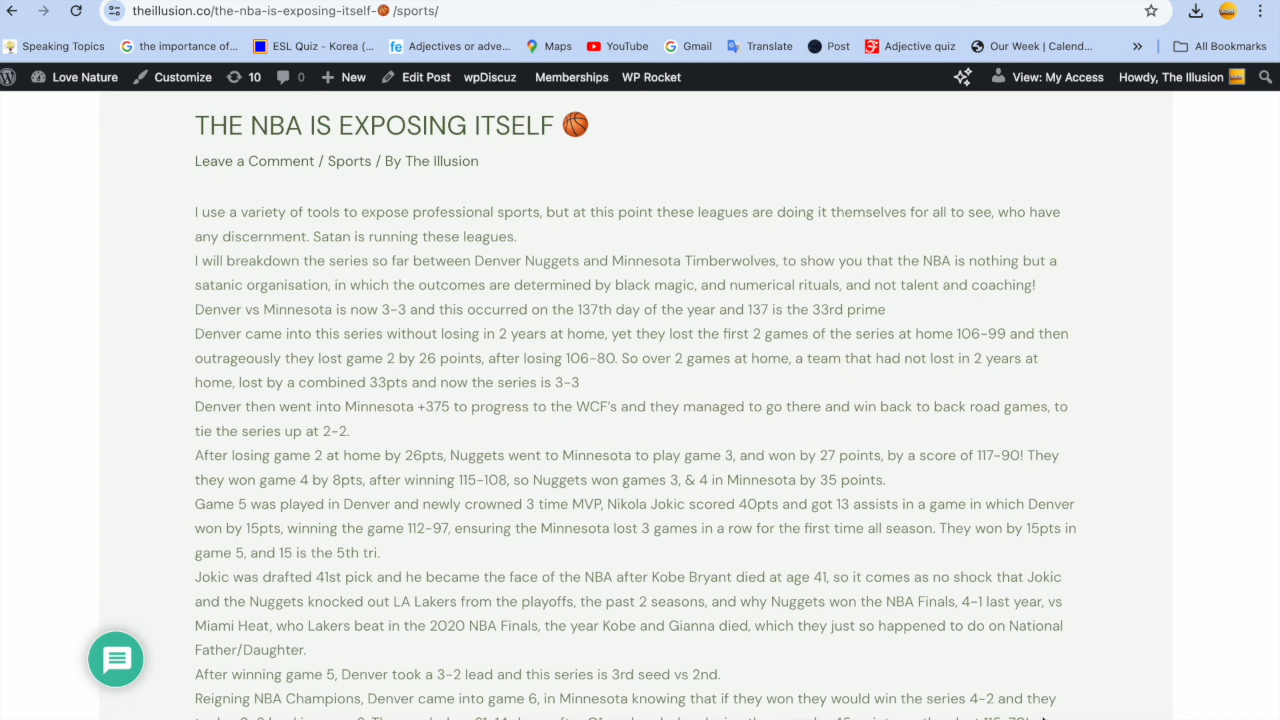 theillusion.co/the-nba-is-exposing-itself-🏀 /sports/
Speaking Topics the importance of... ESL Quiz - Korea (... Adjectives or adve... Maps YouTube Gmail Translate Post Adjective quiz Our Week | Calend... » All Bookmarks
Love Nature Customize 10 0 New Edit Post wpDiscuz Memberships WP Rocket View: My Access Howdy, The Illusion
THE NBA IS EXPOSING ITSELF 🏀
Leave a Comment / Sports / By The Illusion
I use a variety of tools to expose professional sports, but at this point these leagues are doing it themselves for all to see, who have
any discernment. Satan is running these leagues.
I will breakdown the series so far between Denver Nuggets and Minnesota Timberwolves, to show you that the NBA is nothing but a
satanic organisation, in which the outcomes are determined by black magic, and numerical rituals, and not talent and coaching!
Denver vs Minnesota is now 3-3 and this occurred on the 137th day of the year and 137 is the 33rd prime
Denver came into this series without losing in 2 years at home, yet they lost the first 2 games of the series at home 106-99 and then
outrageously they lost game 2 by 26 points, after losing 106-80. So over 2 games at home, a team that had not lost in 2 years at
home, lost by a combined 33pts and now the series is 3-3
Denver then went into Minnesota +375 to progress to the WCF's and they managed to go there and win back to back road games, to
tie the series up at 2-2.
After losing game 2 at home by 26pts, Nuggets went to Minnesota to play game 3, and won by 27 points, by a score of 117-90! They
they won game 4 by 8pts, after winning 115-108, so Nuggets won games 3, & 4 in Minnesota by 35 points.
Game 5 was played in Denver and newly crowned 3 time MVP, Nikola Jokic scored 40pts and got 13 assists in a game in which Denver
won by 15pts, winning the game 112-97, ensuring the Minnesota lost 3 games in a row for the first time all season. They won by 15pts in
game 5, and 15 is the 5th tri.
Jokic was drafted 41st pick and he became the face of the NBA after Kobe Bryant died at age 41, so it comes as no shock that Jokic
and the Nuggets knocked out LA Lakers from the playoffs, the past 2 seasons, and why Nuggets won the NBA Finals, 4-1 last year, vs
Miami Heat, who Lakers beat in the 2020 NBA Finals, the year Kobe and Gianna died, which they just so happened to do on National
Father/Daughter.
After winning game 5, Denver took a 3-2 lead and this series is 3rd seed vs 2nd.
Reigning NBA Champions, Denver came into game 6, in Minnesota knowing that if they won they would win the series 4-2 and they